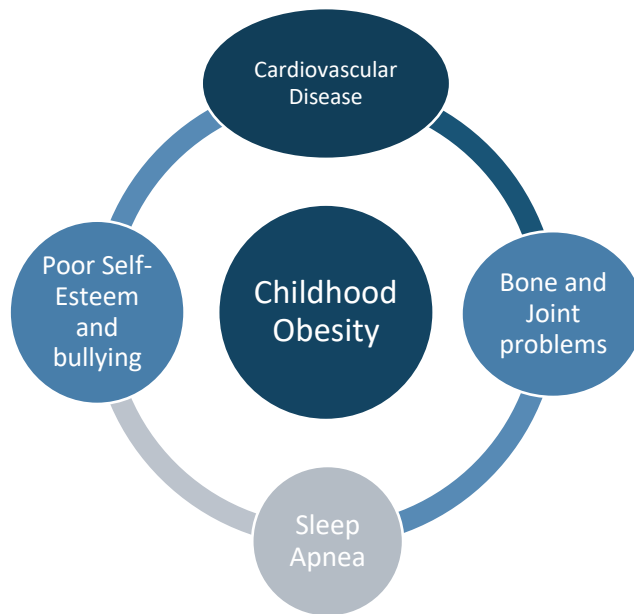 Cardiovascular
Disease
Poor Self-
Esteem
and
bullying
Childhood
Obesity
Bone and
Joint
problems
Sleep
Apnea